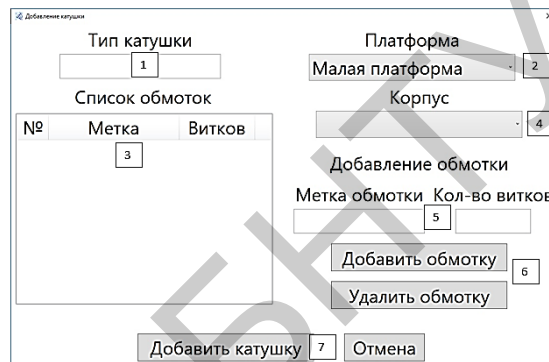 Добавление катушки
Тип катушки
1
Платформа
Малая платформа
2
Список обмоток
№ Метка Витков
3
Корпус
4
Добавление обмотки
Метка обмотки Кол-во витков
5
Добавить обмотку
6
Удалить обмотку
Добавить катушку 7 Отмена
БНТУ